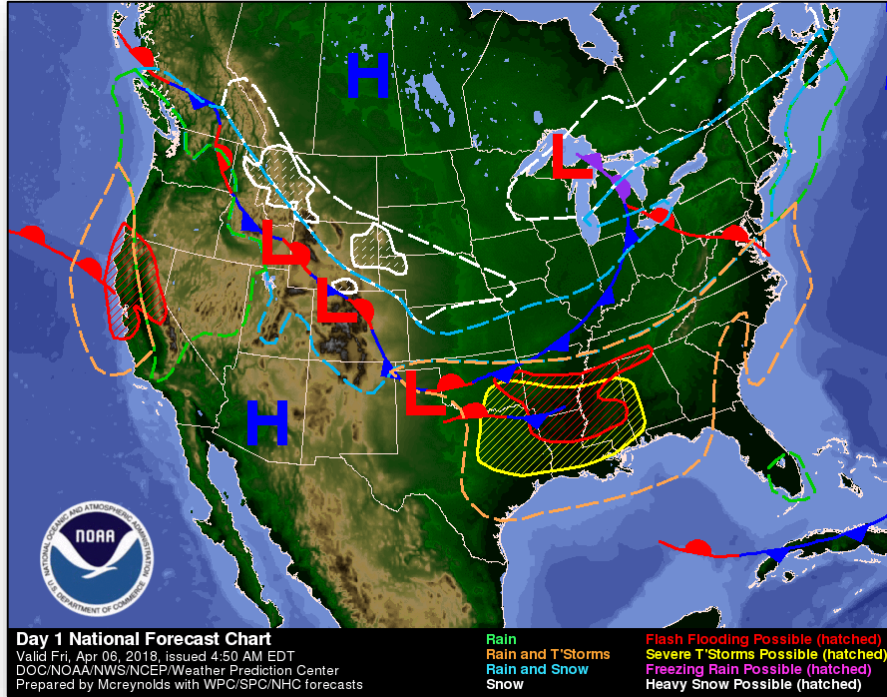 H
L
L
L
L
H
NATIONAL OCEANIC AND ATMOSPHERIC ADMINISTRATION
NOAA
U.S. DEPARTMENT OF COMMERCE
Day 1 National Forecast Chart
Valid Fri, Apr 06, 2018, issued 4:50 AM EDT
DOC/NOAA/NWS/NCEP/Weather Prediction Center
Prepared by Mcreynolds with WPC/SPC/NHC forecasts
Rain
Rain and T'Storms
Rain and Snow
Snow
Flash Flooding Possible (hatched)
Severe T'Storms Possible (hatched)
Freezing Rain Possible (hatched)
Heavy Snow Possible (hatched)